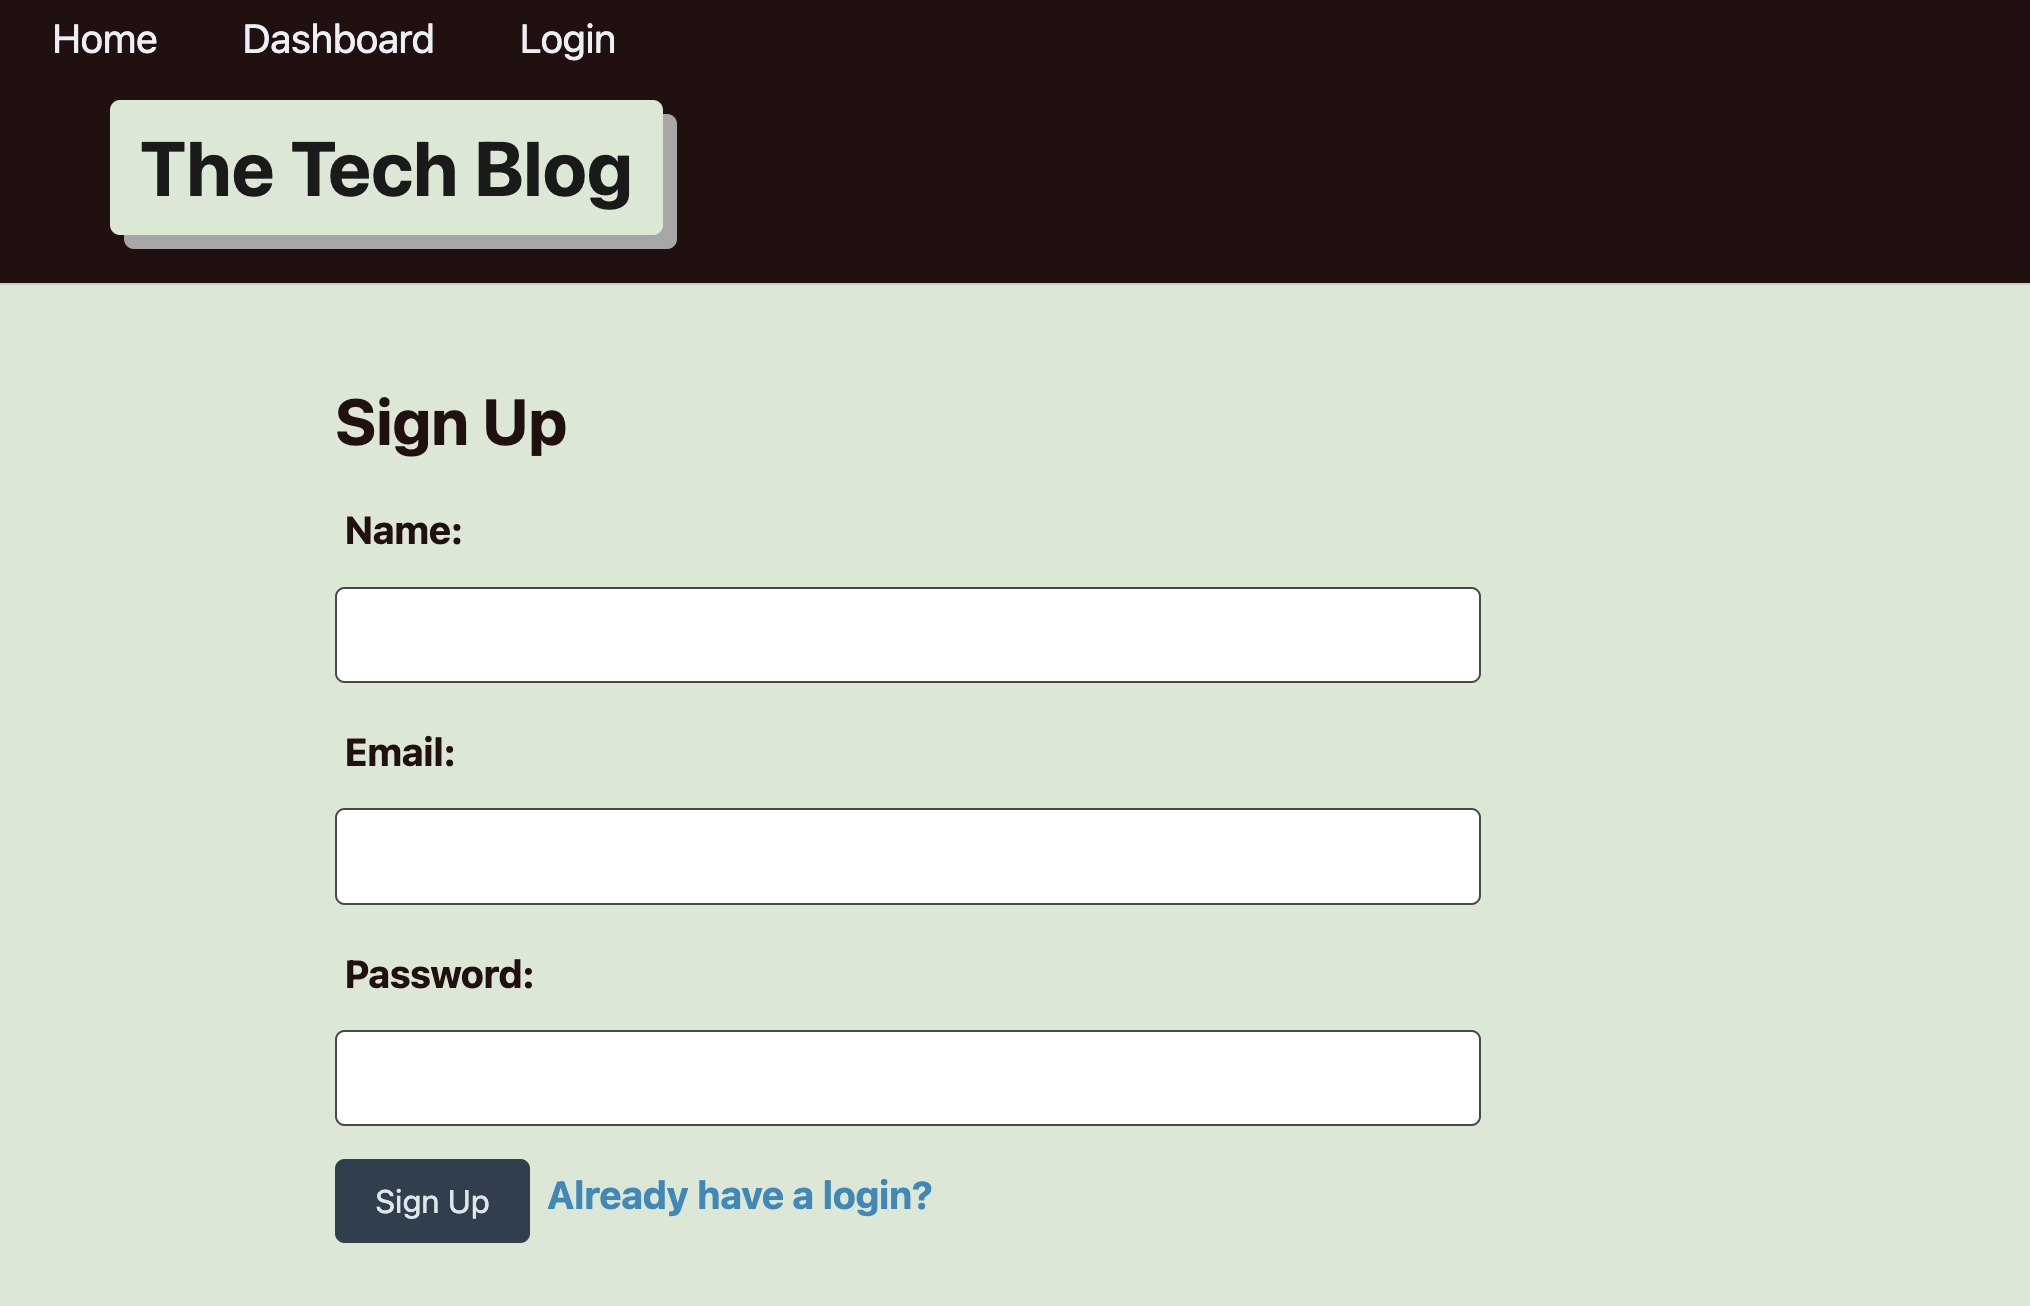 Home Dashboard Login
The Tech Blog
Sign Up
Name:
Email:
Password:
Sign Up Already have a login?